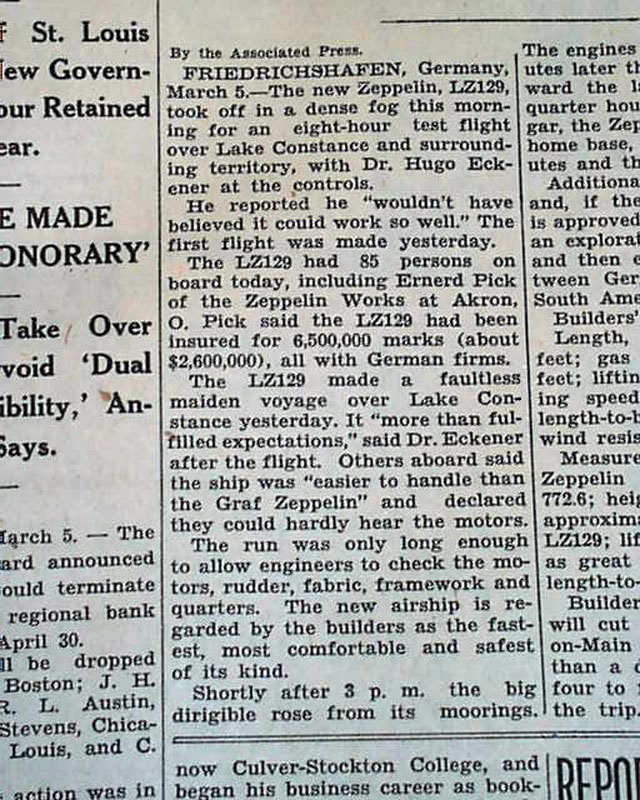 St. Louis
New Govern-
our Retained
ear.
E MADE
ONORARY'
Take Over
void 'Dual
ibility,' An-
Says.
March 5. — The
ard announced
ould terminate
regional bank
April 30.
ll be dropped
Boston; J. H.
R. L. Austin,
Stevens, Chica-
Louis, and C.
action was in
By the Associated Press.
FRIEDRICHSHAFEN, Germany,
March 5.—The new Zeppelin, LZ129,
took off in a dense fog this morn-
ing for an eight-hour test flight
over Lake Constance and surround-
ing territory, with Dr. Hugo Eck-
ener at the controls.
He reported he "wouldn't have
believed it could work so well." The
first flight was made yesterday.
The LZ129 had 85 persons on
board today, including Ernerd Pick
of the Zeppelin Works at Akron,
O. Pick said the LZ129 had been
insured for 6,500,000 marks (about
$2,600,000), all with German firms.
The LZ129 made a faultless
maiden voyage over Lake Con-
stance yesterday. It "more than ful-
filled expectations," said Dr. Eckener
after the flight. Others aboard said
the ship was "easier to handle than
the Graf Zeppelin" and declared
they could hardly hear the motors.
The run was only long enough
to allow engineers to check the mo-
tors, rudder, fabric, framework and
quarters. The new airship is re-
garded by the builders as the fast-
est, most comfortable and safest
of its kind.
Shortly after 3 p. m. the big
dirigible rose from its moorings.
now Culver-Stockton College, and
began his business career as book-
The engines
utes later th
ward the l
quarter hou
gar, the Zep
home base,
utes and th
Additiona
and, if the
is approved
an explorat
and then e
tween Ger
South Ame
Builders'
Length,
feet; gas
feet; liftin
ing speed
length-to-b
wind resis
Measure
Zeppelin
772.6; heig
approxima
LZ129; lif
as great
length-to-
Builder
will cut
on-Main
than a d
four to
the trip.
REPOR